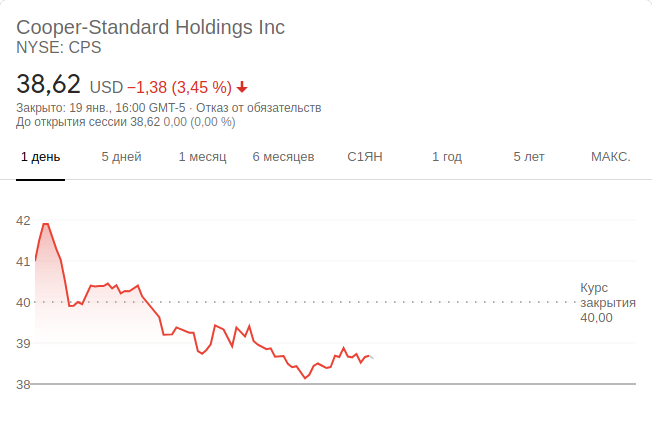 Cooper-Standard Holdings Inc
NYSE: CPS
38,62 USD −1,38 (3,45 %)
Закрыто: 19 янв., 16:00 GMT-5 · Отказ от обязательств
До открытия сессии 38,62 0,00 (0,00 %)
1 день 5 дней 1 месяц 6 месяцев С1ЯН 1 год 5 лет МАКС.
42
41
40
39
38
Курс
закрытия
40,00